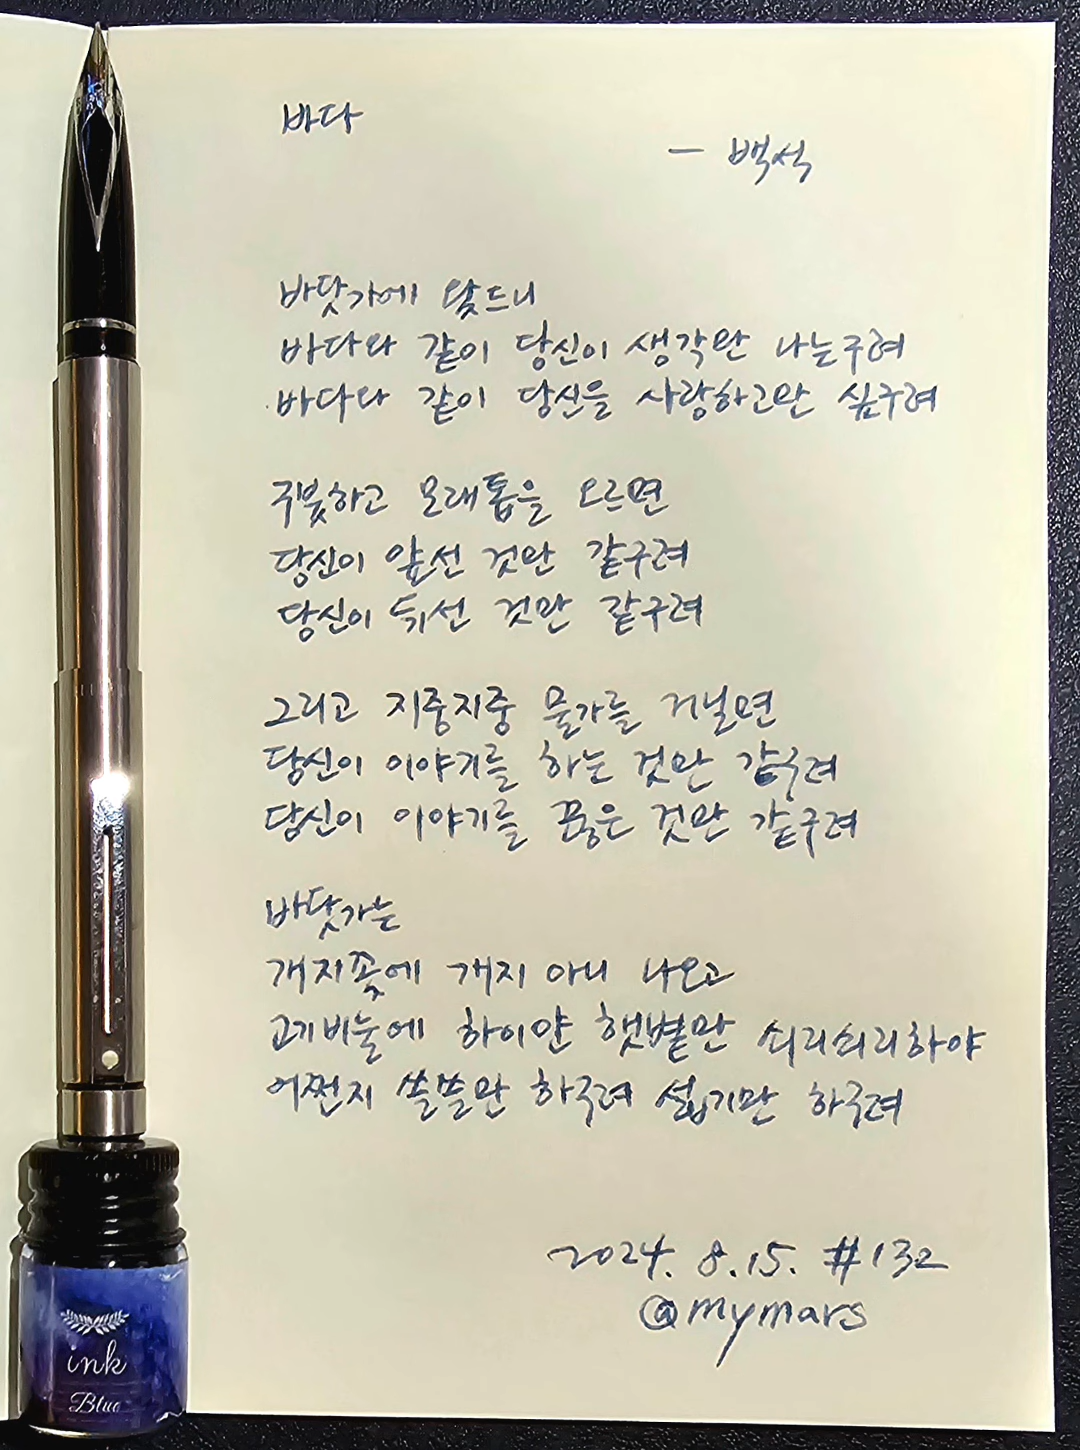 바다
- 백석
바닷가에 왔드니
바다와 같이 당신이 생각만 나는구려
바다와 같이 당신을 사랑하고만 싶구려
구붓하고 모래톱을 오르면
당신이 앞선 것만 같구려
당신이 뒤선 것만 같구려
그리고 지중지중 물가를 거닐면
당신이 이야기를 하는 것만 같구려
당신이 이야기를 끊은 것만 같구려
바닷가는
개지꽃에 개지 아니 나오고
고기비눌에 하이얀 햇볕만 쇠리쇠리하야
어쩐지 쓸쓸만 하구려 섧기만 하구려
2024. 8. 15. #132
@mymars
ink
Blue